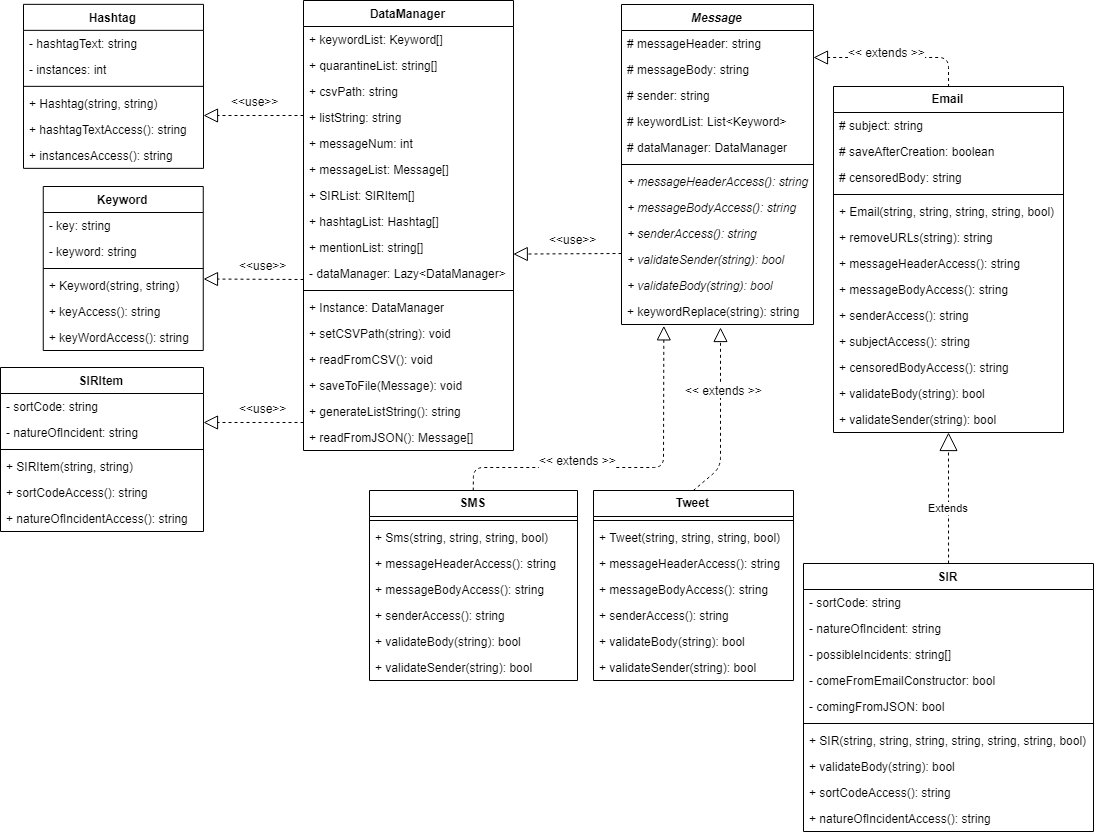 Hashtag
- hashtagText: string
- instances: int
+ Hashtag(string, string)
+ hashtagTextAccess(): string
+ instancesAccess(): string
Keyword
- key: string
- keyword: string
+ Keyword(string, string)
+ keyAccess(): string
+ keyWordAccess(): string
SIRItem
- sortCode: string
- natureOfIncident: string
+ SIRItem(string, string)
+ sortCodeAccess(): string
+ natureOfIncidentAccess(): string
<<use>>
<<use>>
<<use>>
DataManager
+ keywordList: Keyword[]
+ quarantineList: string[]
+ csvPath: string
+ listString: string
+ messageNum: int
+ messageList: Message[]
+ SIRList: SIRItem[]
+ hashtagList: Hashtag[]
+ mentionList: string[]
- dataManager: Lazy<DataManager>
+ Instance: DataManager
+ setCSVPath(string): void
+ readFromCSV(): void
+ saveToFile(Message): void
+ generateListString(): string
+ readFromJSON(): Message[]
<<use>>
Message
# messageHeader: string
# messageBody: string
# sender: string
# keywordList: List<Keyword>
# dataManager: DataManager
+ messageHeaderAccess(): string
+ messageBodyAccess(): string
+ senderAccess(): string
+ validateSender(string): bool
+ validateBody(string): bool
+ keywordReplace(string): string
<< extends >>
Email
# subject: string
# saveAfterCreation: boolean
# censoredBody: string
+ Email(string, string, string, string, bool)
+ removeURLs(string): string
+ messageHeaderAccess(): string
+ messageBodyAccess(): string
+ senderAccess(): string
+ subjectAccess(): string
+ censoredBodyAccess(): string
+ validateBody(string): bool
+ validateSender(string): bool
<< extends >>
<< extends >>
SMS
+ Sms(string, string, string, bool)
+ messageHeaderAccess(): string
+ messageBodyAccess(): string
+ senderAccess(): string
+ validateBody(string): bool
+ validateSender(string): bool
Tweet
+ Tweet(string, string, string, bool)
+ messageHeaderAccess(): string
+ messageBodyAccess(): string
+ senderAccess(): string
+ validateBody(string): bool
+ validateSender(string): bool
Extends
SIR
- sortCode: string
- natureOfIncident: string
- possibleIncidents: string[]
- comeFromEmailConstructor: bool
- comingFromJSON: bool
+ SIR(string, string, string, string, string, string, bool)
+ validateBody(string): bool
+ sortCodeAccess(): string
+ natureOfIncidentAccess(): string